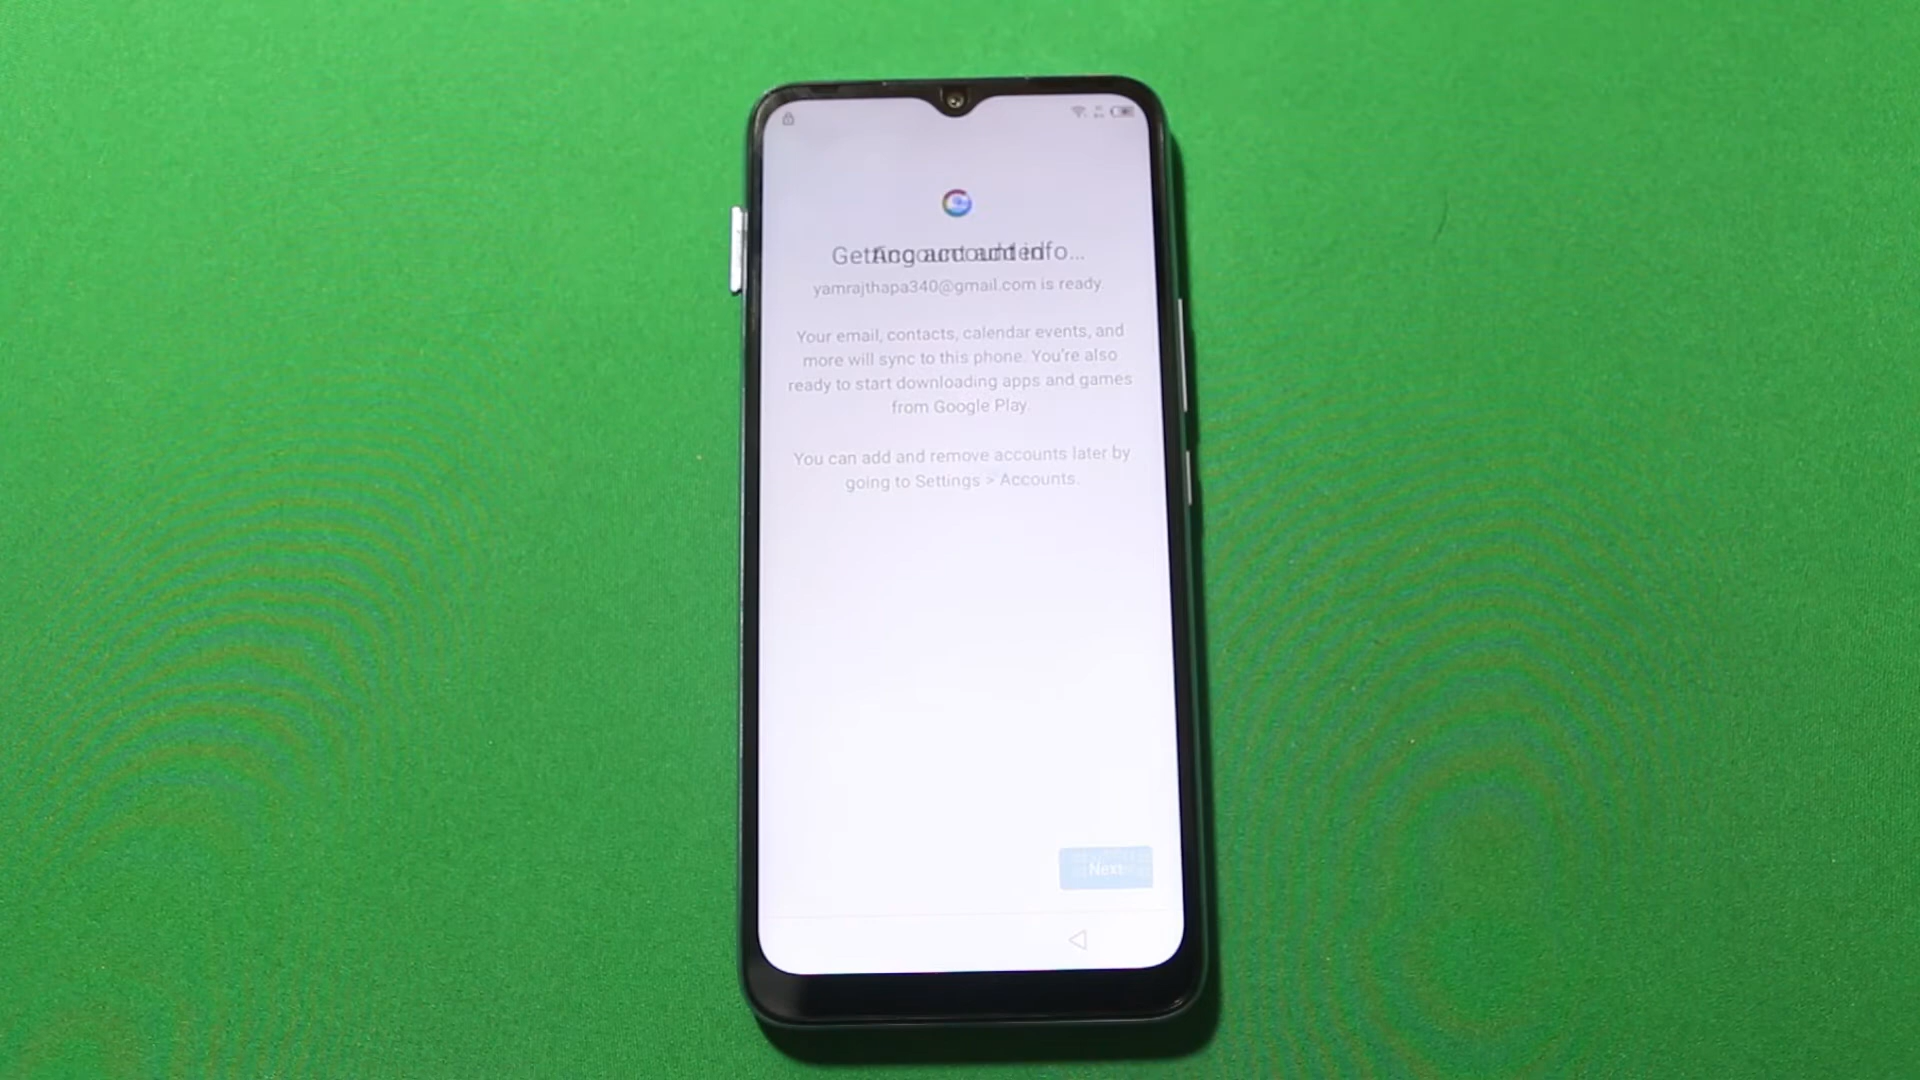 Getting account info...
Account added
yamrajthapa340@gmail.com is ready.
Your email, contacts, calendar events, and
more will sync to this phone. You're also
ready to start downloading apps and games
from Google Play.
You can add and remove accounts later by
going to Settings > Accounts.
Next